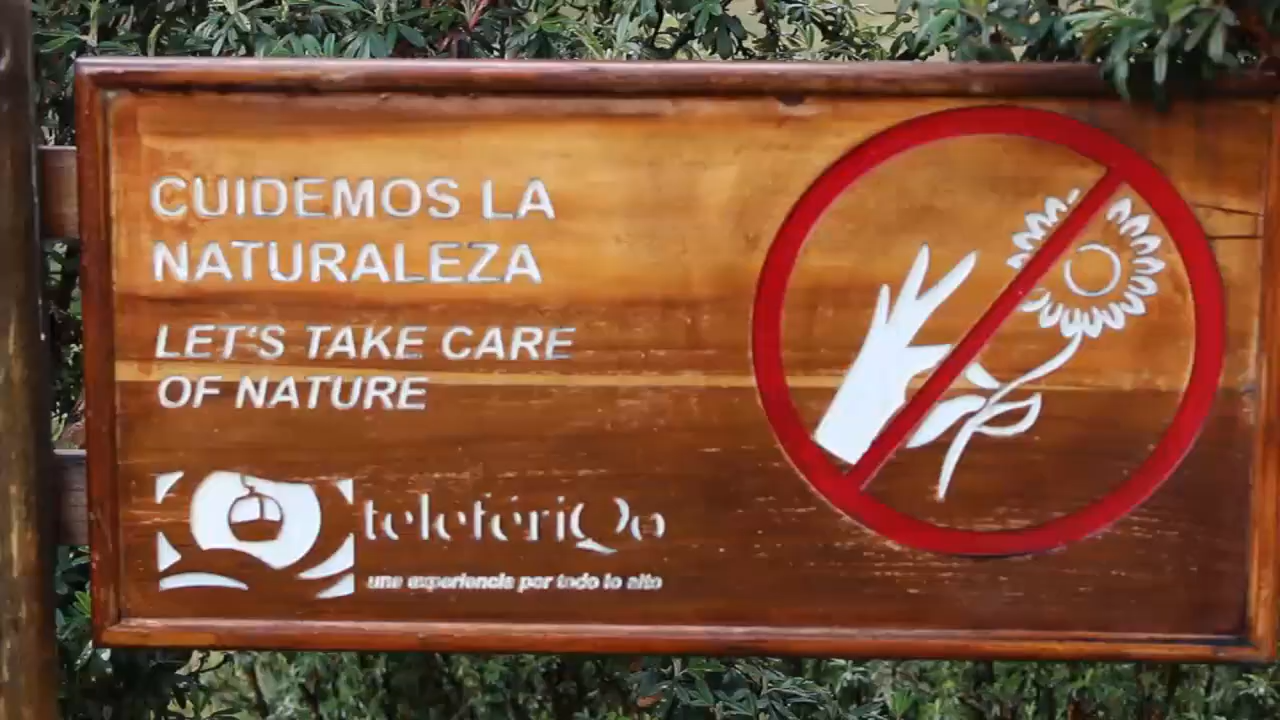 CUIDEMOS LA
NATURALEZA
LET'S TAKE CARE
OF NATURE
teleferiQo
una experiencia por todo lo alto